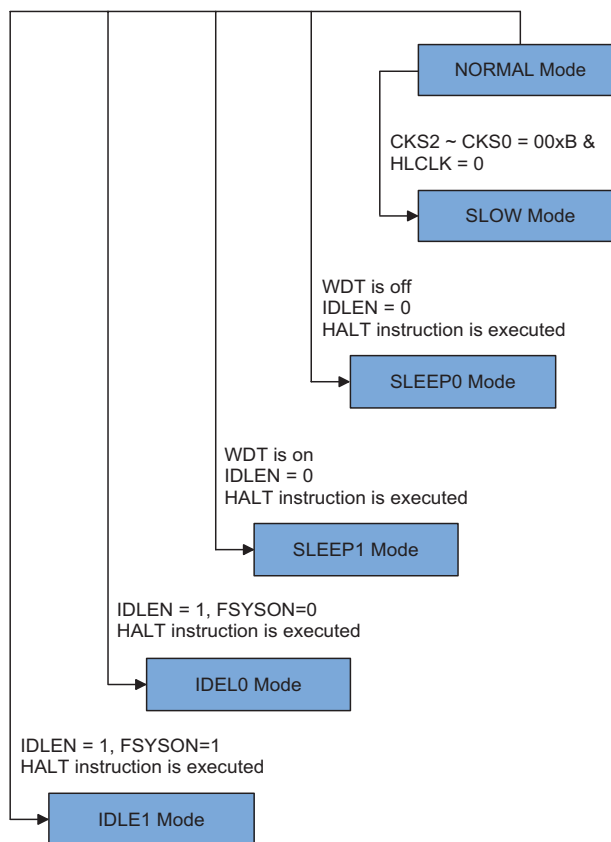 NORMAL Mode
CKS2 ~ CKS0 = 00xB &
HLCLK = 0
SLOW Mode
WDT is off
IDLEN = 0
HALT instruction is executed
SLEEP0 Mode
WDT is on
IDLEN = 0
HALT instruction is executed
SLEEP1 Mode
IDLEN = 1, FSYSON=0
HALT instruction is executed
IDEL0 Mode
IDLEN = 1, FSYSON=1
HALT instruction is executed
IDLE1 Mode